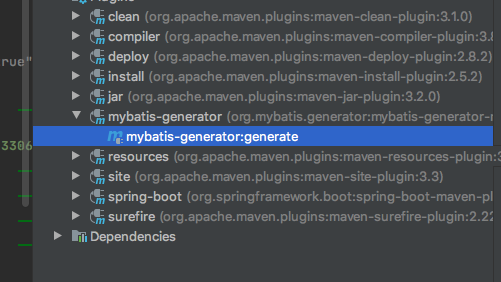 Plugins
clean (org.apache.maven.plugins:maven-clean-plugin:3.1.0)
compiler (org.apache.maven.plugins:maven-compiler-plugin:3.8
rue" deploy (org.apache.maven.plugins:maven-deploy-plugin:2.8.2)
install (org.apache.maven.plugins:maven-install-plugin:2.5.2)
jar (org.apache.maven.plugins:maven-jar-plugin:3.2.0)
mybatis-generator (org.mybatis.generator:mybatis-generator-
3306 mybatis-generator:generate
resources (org.apache.maven.plugins:maven-resources-plugin:3
site (org.apache.maven.plugins:maven-site-plugin:3.3)
spring-boot (org.springframework.boot:spring-boot-maven-pl
surefire (org.apache.maven.plugins:maven-surefire-plugin:2.22
Dependencies